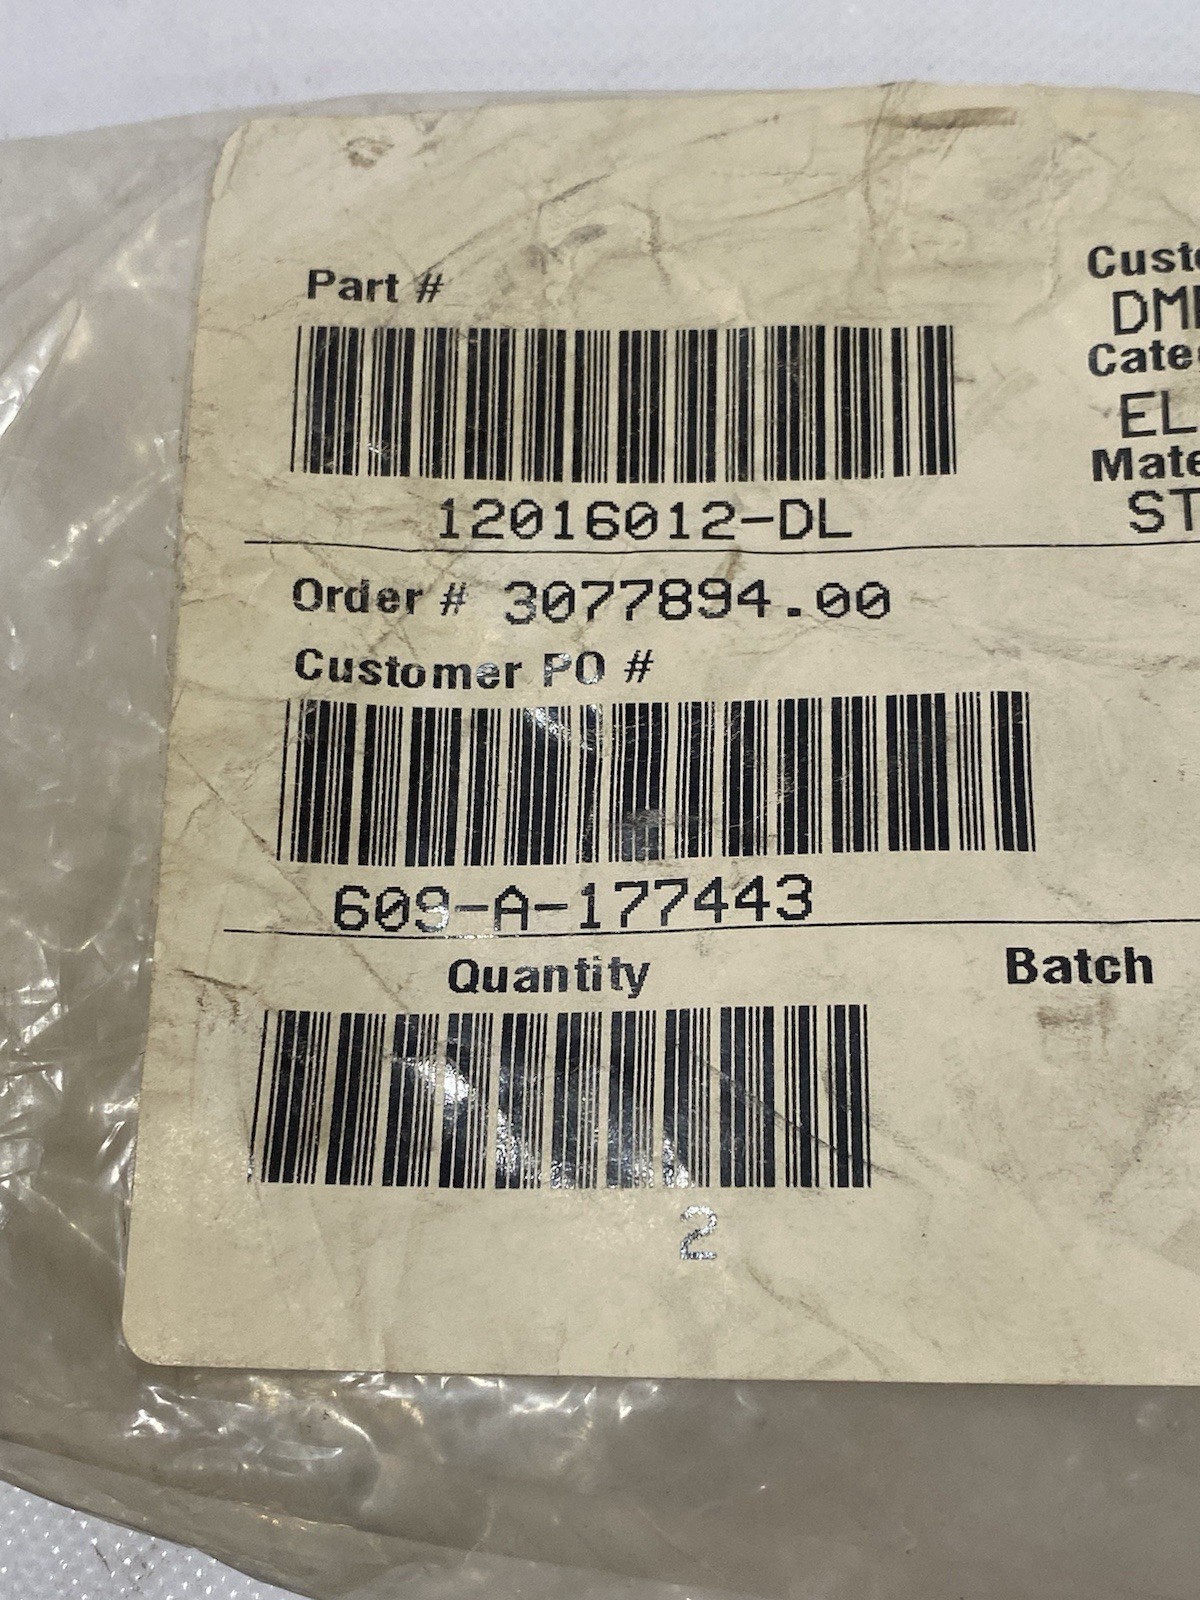 Part #
12016012-DL
Order # 3077894.00
Customer PO #
609-A-177443
Quantity
2
Batch